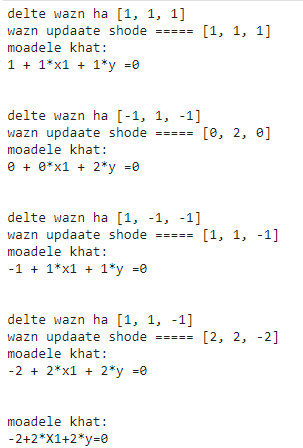 delte wazn ha [1, 1, 1]
wazn updaate shode ===== [1, 1, 1]
moadele khat:
1 + 1*x1 + 1*y =0
delte wazn ha [-1, 1, -1]
wazn updaate shode ===== [0, 2, 0]
moadele khat:
0 + 0*x1 + 2*y =0
delte wazn ha [1, -1, -1]
wazn updaate shode ===== [1, 1, -1]
moadele khat:
-1 + 1*x1 + 1*y =0
delte wazn ha [1, 1, -1]
wazn updaate shode ===== [2, 2, -2]
moadele khat:
-2 + 2*x1 + 2*y =0
moadele khat:
-2+2*X1+2*y=0